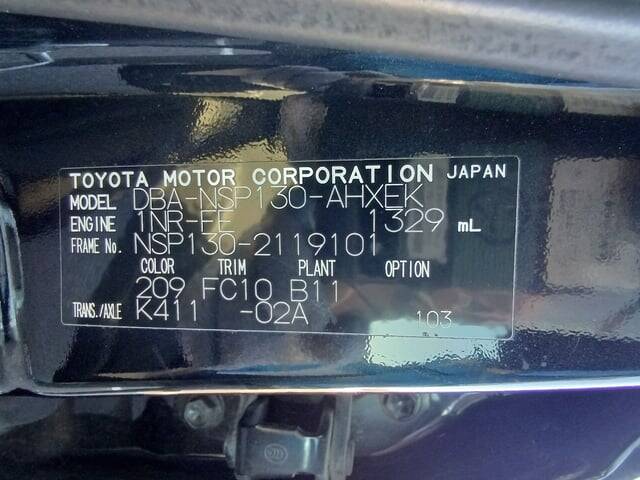 TOYOTA MOTOR CORPORATION JAPAN
MODEL DBA-NSP130-AHXEK
ENGINE 1NR-FE 1329 mL
FRAME No. NSP130-2119101
COLOR TRIM PLANT OPTION
209 FC10 B11
TRANS./AXLE K411 -02A 103